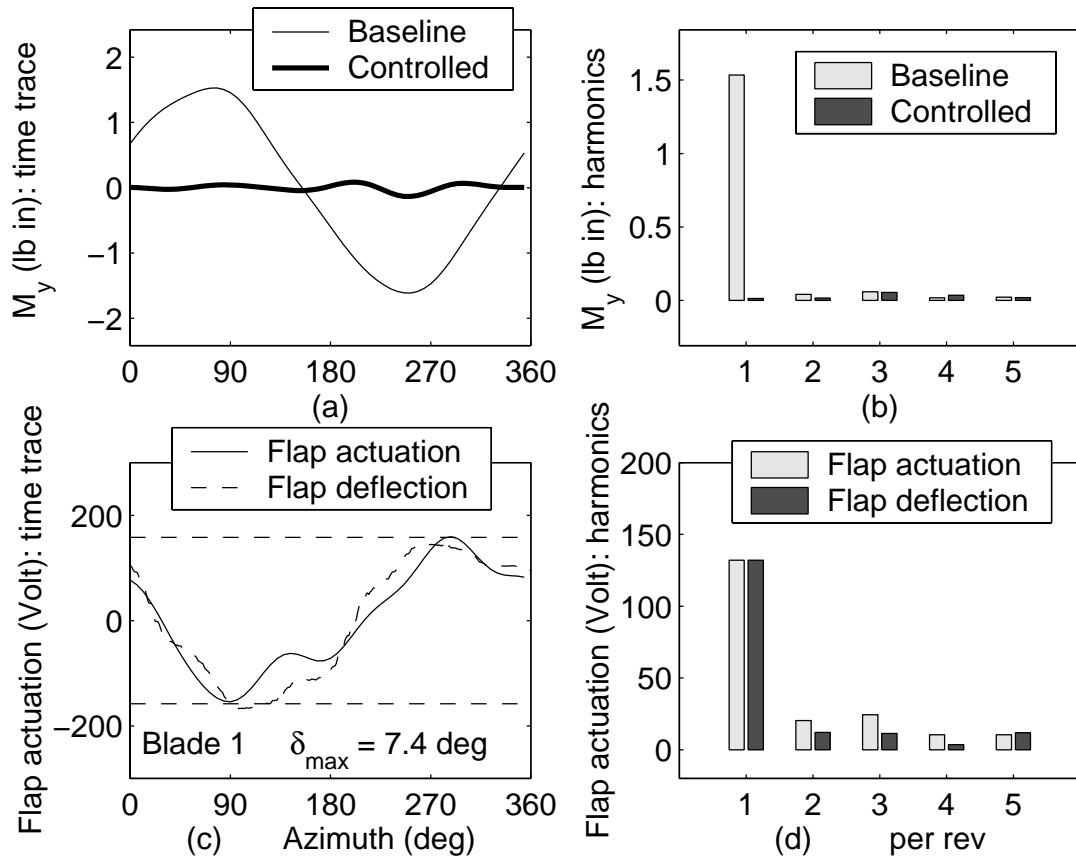 Baseline
Controlled
M_y (lb in): time trace
2
1
0
−1
−2
0
90
180
270
360
(a)
Baseline
Controlled
M_y (lb in): harmonics
1.5
1
0.5
0
1
2
3
4
5
(b)
Flap actuation
Flap deflection
Flap actuation (Volt): time trace
200
0
−200
Blade 1
δ_max = 7.4 deg
0
90
180
270
360
(c)
Azimuth (deg)
Flap actuation
Flap deflection
Flap actuation (Volt): harmonics
200
150
100
50
0
1
2
3
4
5
(d)
per rev